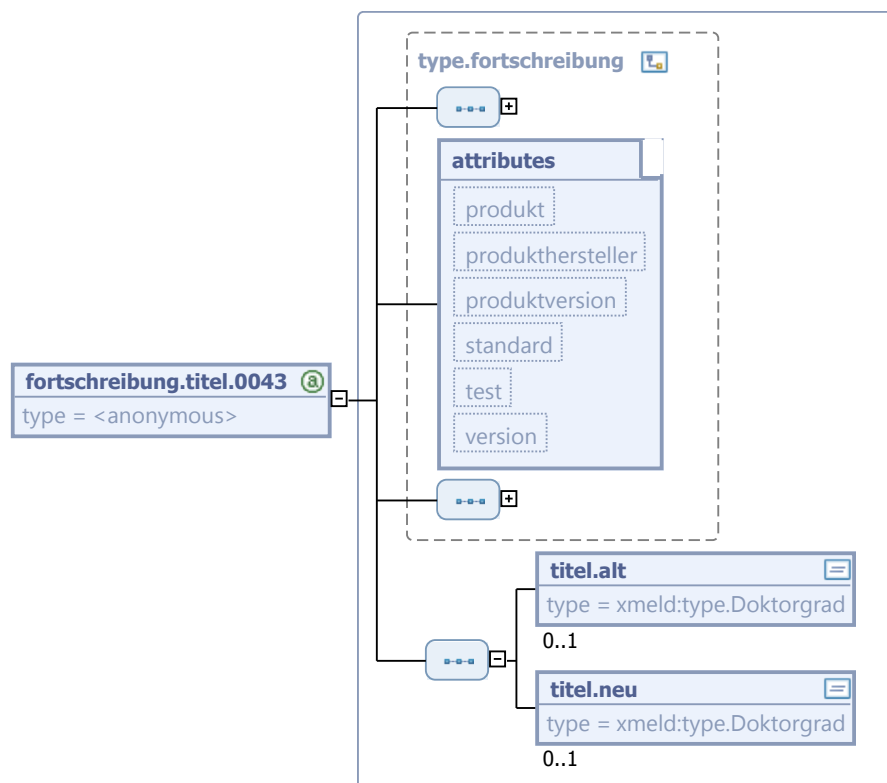 type.fortschreibung
attributes
produkt
produkthersteller
produktversion
standard
test
version
fortschreibung.titel.0043 a
type = <anonymous>
titel.alt
type = xmeld:type.Doktorgrad
0..1
titel.neu
type = xmeld:type.Doktorgrad
0..1